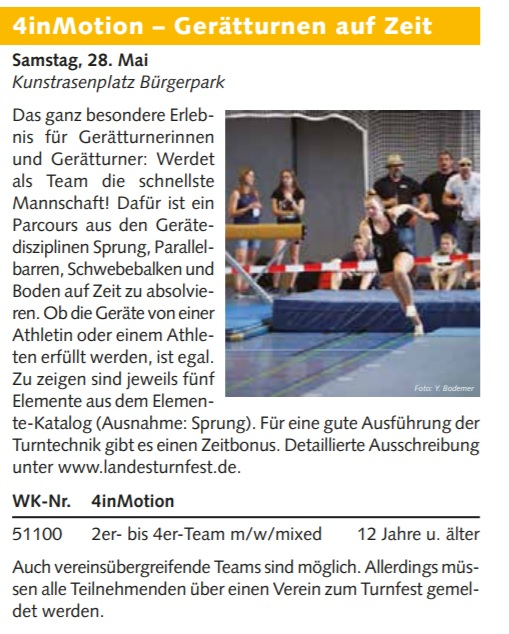 4inMotion – Gerätturnen auf Zeit
Samstag, 28. Mai
Kunstrasenplatz Bürgerpark
Das ganz besondere Erleb-
nis für Gerätturnerinnen
und Gerätturner: Werdet
als Team die schnellste
Mannschaft! Dafür ist ein
Parcours aus den Geräte-
disziplinen Sprung, Parallel-
barren, Schwebebalken und
Boden auf Zeit zu absolvie-
ren. Ob die Geräte von einer
Athletin oder einem Athle-
ten erfüllt werden, ist egal.
Zu zeigen sind jeweils fünf
Elemente aus dem Elemen-
te-Katalog (Ausnahme: Sprung). Für eine gute Ausführung der
Turntechnik gibt es einen Zeitbonus. Detaillierte Ausschreibung
unter www.landesturnfest.de.
Foto: Y. Bodemer
WK-Nr. 4inMotion
51100 2er- bis 4er-Team m/w/mixed 12 Jahre u. älter
Auch vereinsübergreifende Teams sind möglich. Allerdings müs-
sen alle Teilnehmenden über einen Verein zum Turnfest gemel-
det werden.